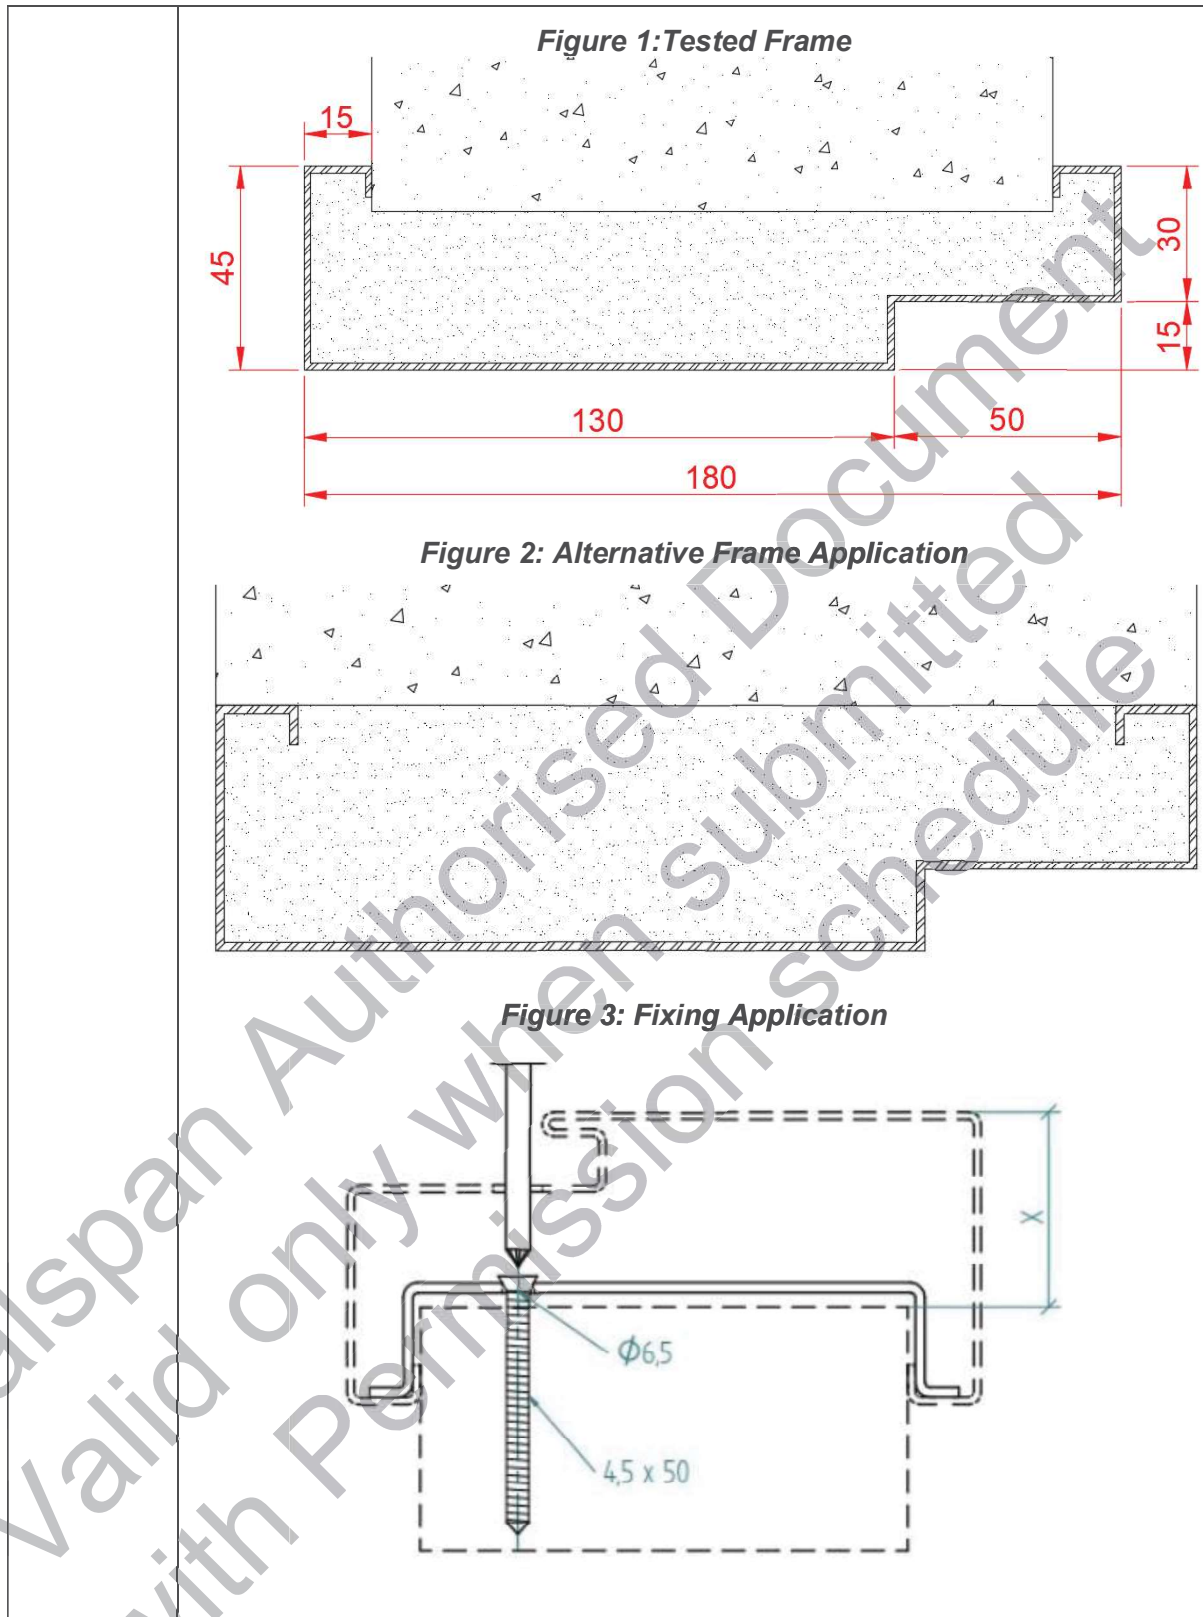 Figure 1:Tested Frame
15
45
30
15
130
50
180
Figure 2: Alternative Frame Application
Figure 3: Fixing Application
X
Φ6,5
4,5 x 50
Authorised Document
Valid only when submitted
with Permission schedule